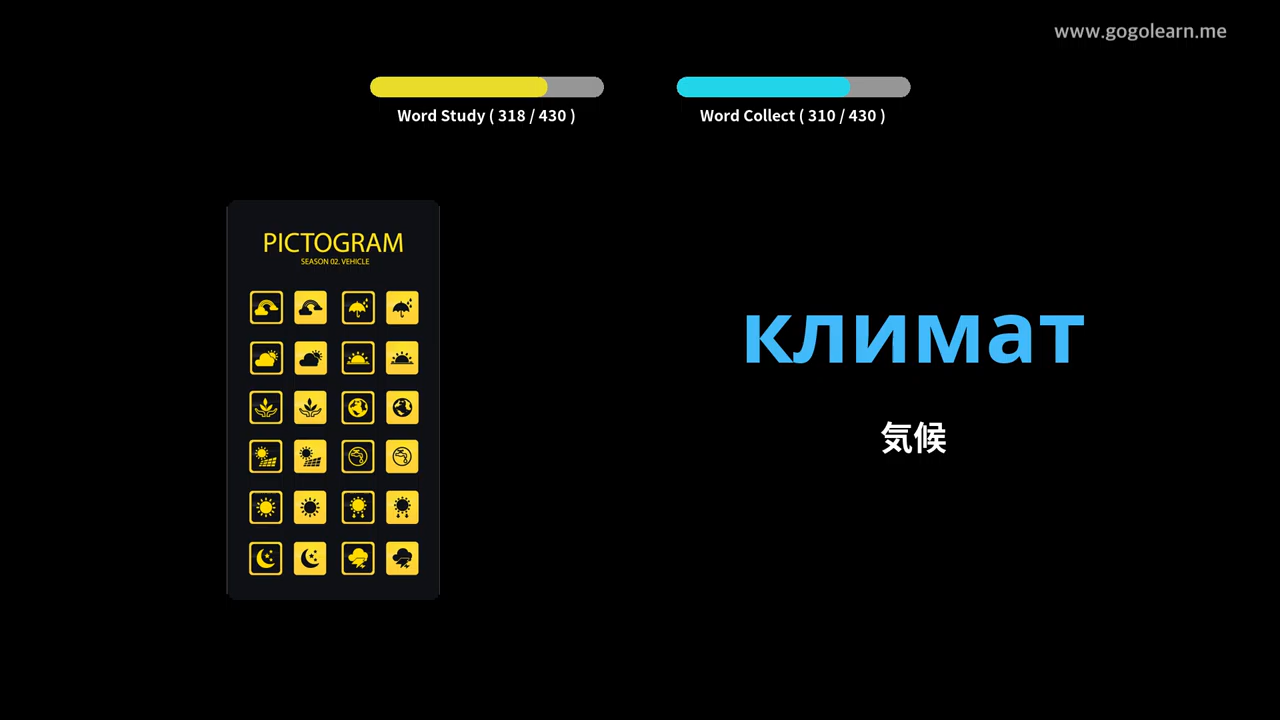 www.gogolearn.me
Word Study ( 318 / 430 )
Word Collect ( 310 / 430 )
PICTOGRAM
SEASON 02. VEHICLE
климат
気候